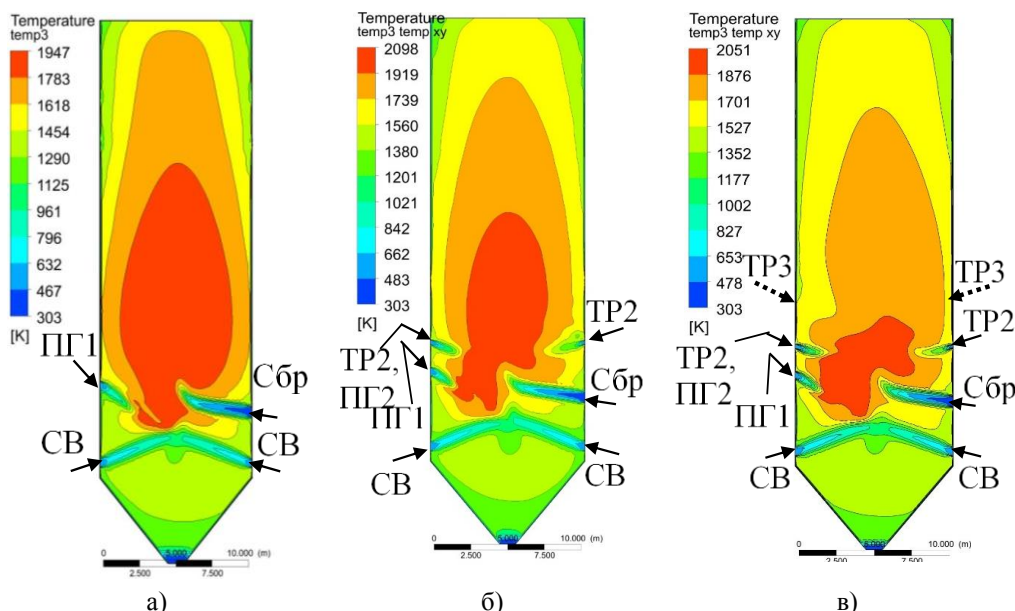 Temperature
temp3
1947
1783
1618
1454
1290
1125
961
796
632
467
303
[K]
ПГ1
Сбр
СВ
СВ
0
5.000
10.000 (m)
2.500
7.500
а)
Temperature
temp3 temp xy
2098
1919
1739
1560
1380
1201
1021
842
662
483
303
[K]
ТР2
ТР2,
ПГ2
ПГ1
Сбр
СВ
СВ
0
5.000
10.000 (m)
2.500
7.500
б)
Temperature
temp3 temp xy
2051
1876
1701
1527
1352
1177
1002
827
653
478
303
[K]
ТР3
ТР3
ТР2
ТР2,
ПГ2
ПГ1
Сбр
СВ
СВ
0
5.000
10.000 (m)
2.500
7.500
в)